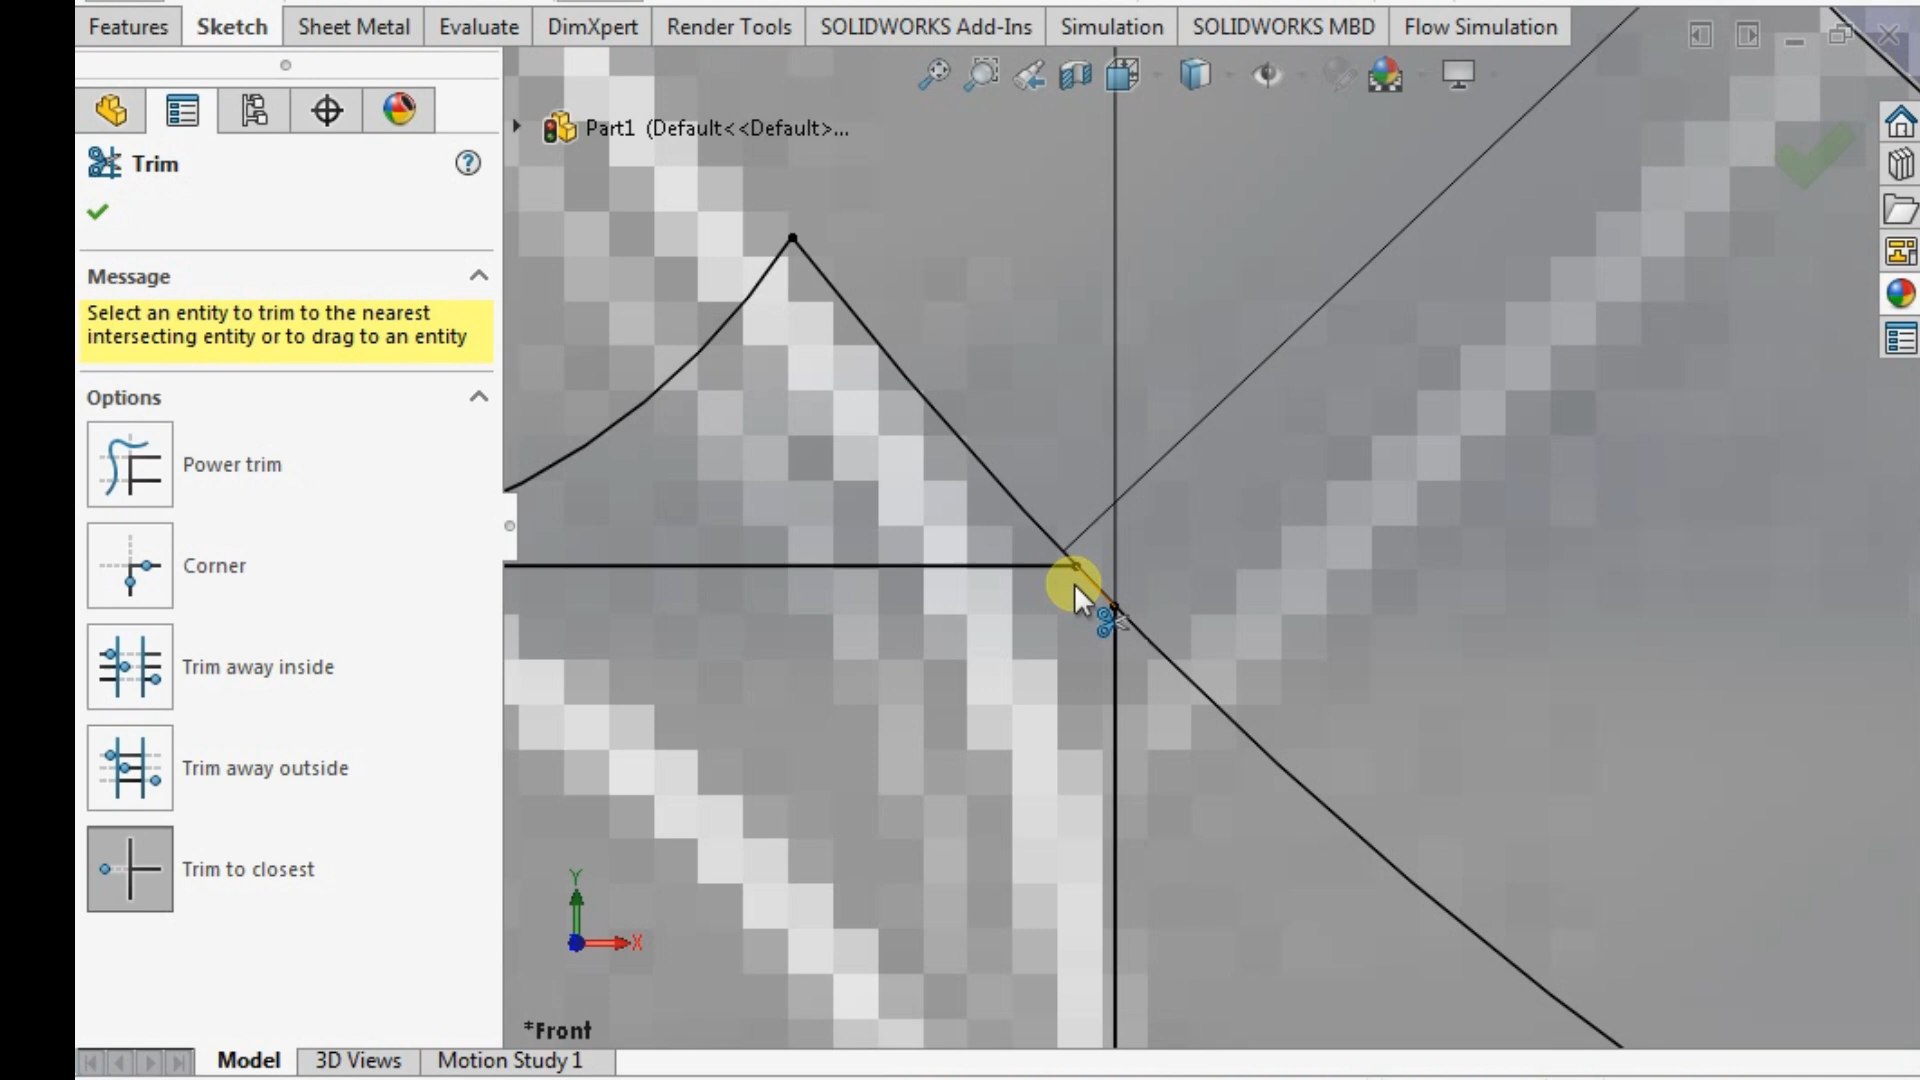 Features Sketch Sheet Metal Evaluate DimXpert Render Tools SOLIDWORKS Add-Ins Simulation SOLIDWORKS MBD Flow Simulation
Part1 (Default<<Default>...
Trim
Message
Select an entity to trim to the nearest
intersecting entity or to drag to an entity
Options
Power trim
Corner
Trim away inside
Trim away outside
Trim to closest
Y
X
*Front
Model 3D Views Motion Study 1